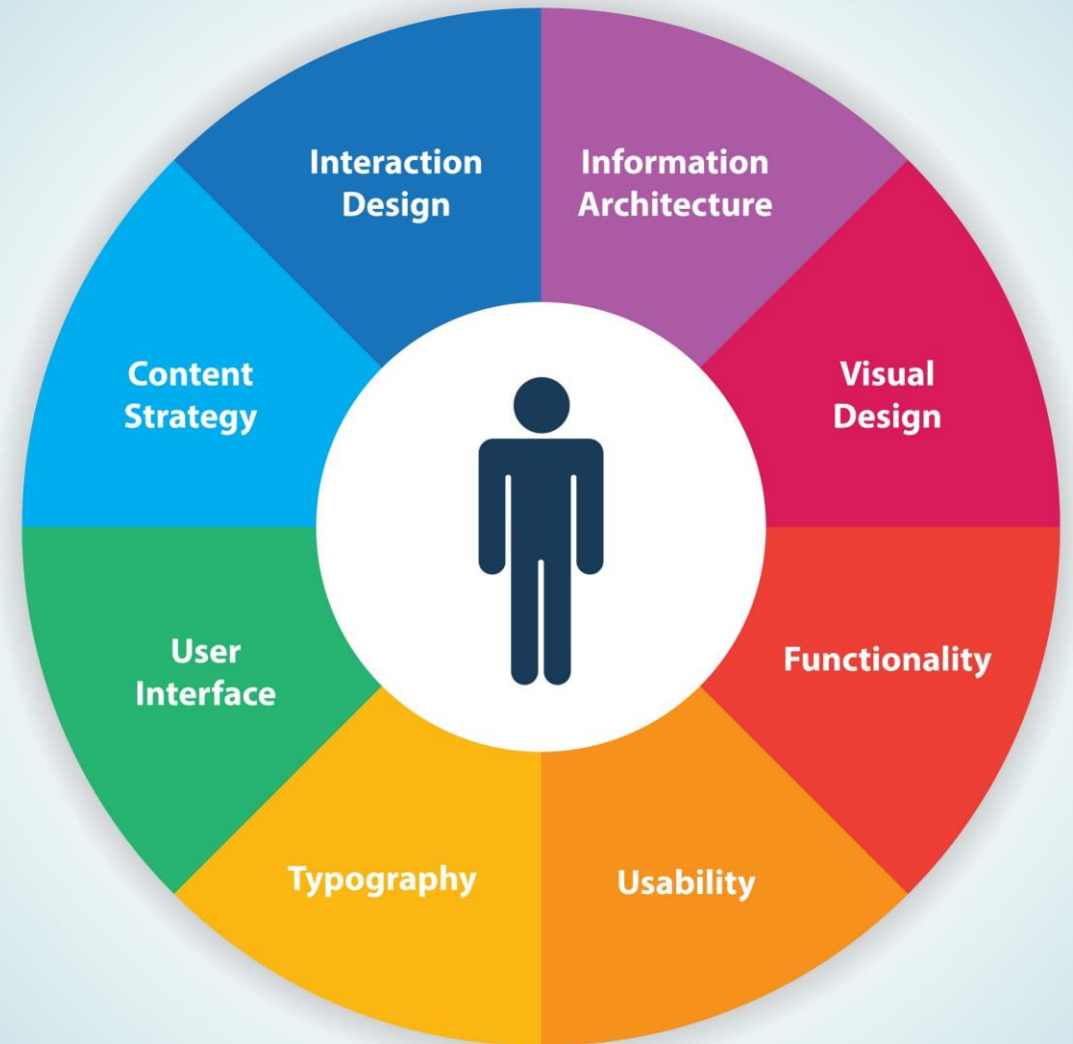 Interaction
Design
Information
Architecture
Visual
Design
Functionality
Usability
Typography
User
Interface
Content
Strategy